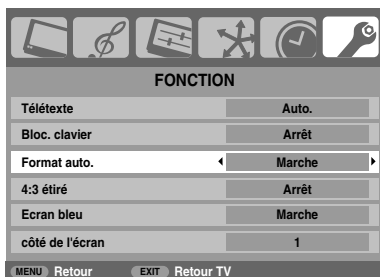 FONCTION
Télétexte Auto.
Bloc. clavier Arrêt
Format auto. Marche
4:3 étiré Arrêt
Ecran bleu Marche
côté de l'écran 1
MENU Retour EXIT Retour TV